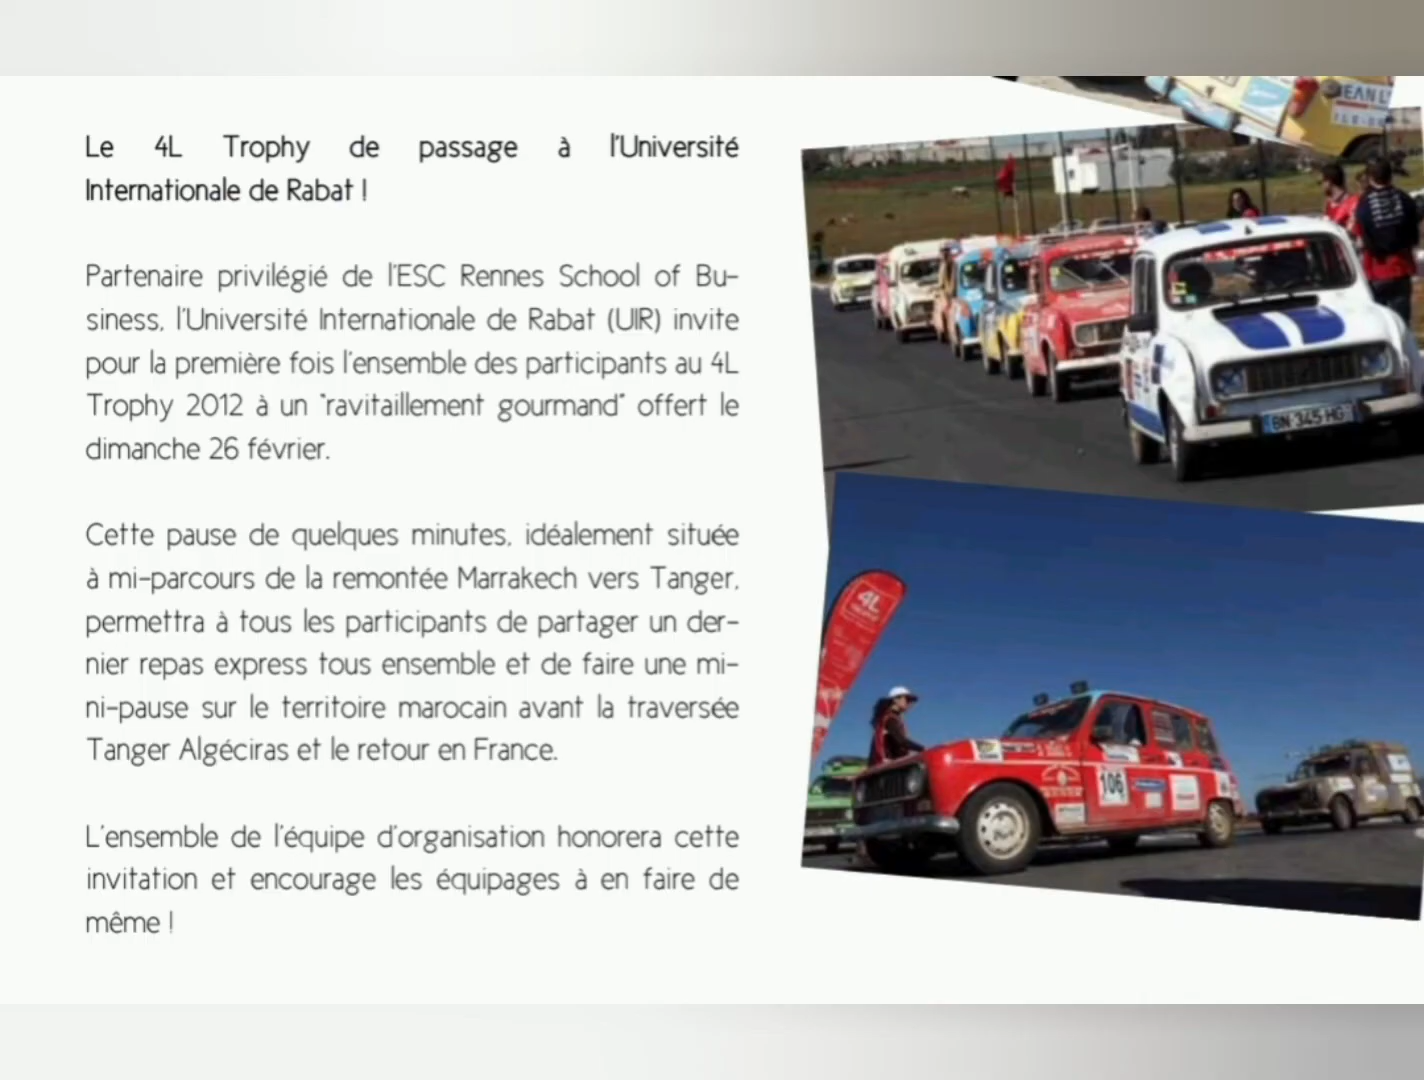 Le 4L Trophy de passage à l'Université
Internationale de Rabat !
Partenaire privilégié de l'ESC Rennes School of Bu-
siness, l'Université Internationale de Rabat (UIR) invite
pour la première fois l'ensemble des participants au 4L
Trophy 2012 à un "ravitaillement gourmand" offert le
dimanche 26 février.
Cette pause de quelques minutes, idéalement située
à mi-parcours de la remontée Marrakech vers Tanger,
permettra à tous les participants de partager un der-
nier repas express tous ensemble et de faire une mi-
ni-pause sur le territoire marocain avant la traversée
Tanger Algéciras et le retour en France.
L'ensemble de l'équipe d'organisation honorera cette
invitation et encourage les équipages à en faire de
même !
BN-345-HG
4L
106